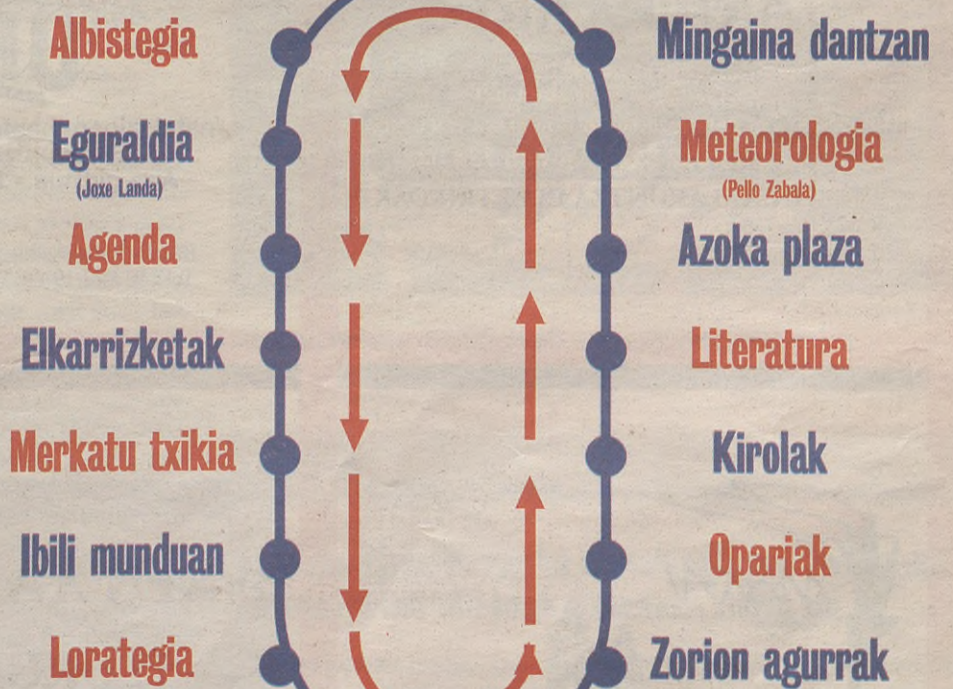 Albistegia
Mingaina dantzan
Eguraldia
(Joxe Landa)
Meteorologia
(Pello Zabala)
Agenda
Azoka plaza
Elkarrizketak
Literatura
Merkatu txikia
Kirolak
Ibili munduan
Opariak
Lorategia
Zorion agurrak